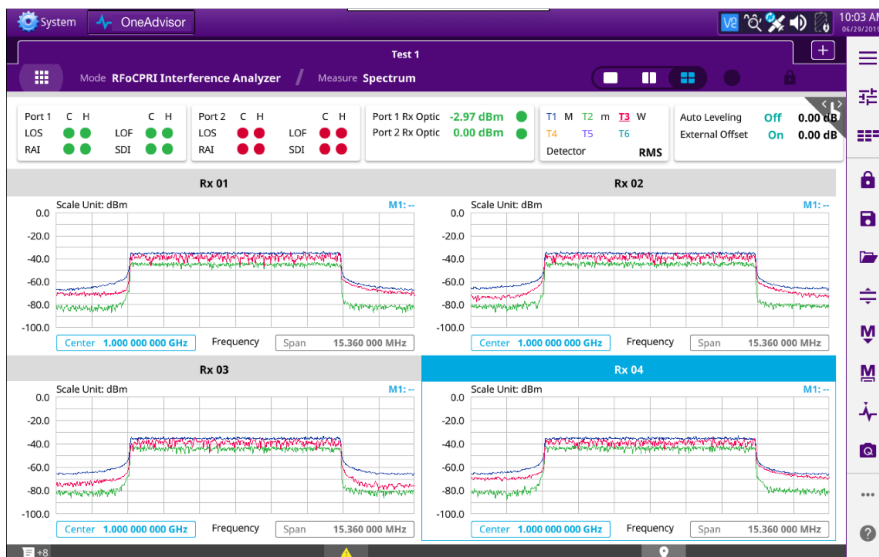 System OneAdvisor V2 10:03 AM
06/29/201
Test 1 +
Mode RFoCPRI Interference Analyzer / Measure Spectrum
Port 1 C H C H Port 2 C H C H Port 1 Rx Optic -2.97 dBm T1 M T2 m T3 W Auto Leveling Off 0.00 dB
LOS LOF LOS LOF Port 2 Rx Optic 0.00 dBm T4 T5 T6 External Offset On 0.00 dB
RAI SDI RAI SDI Detector RMS
Rx 01 Rx 02
Scale Unit: dBm M1: -- Scale Unit: dBm M1: --
0.0 0.0
-20.0 -20.0
-40.0 -40.0
-60.0 -60.0
-80.0 -80.0
-100.0 -100.0
Center 1.000 000 000 GHz Frequency Span 15.360 000 MHz Center 1.000 000 000 GHz Frequency Span 15.360 000 MHz
Rx 03 Rx 04
Scale Unit: dBm M1: -- Scale Unit: dBm M1: --
0.0 0.0
-20.0 -20.0
-40.0 -40.0
-60.0 -60.0
-80.0 -80.0
-100.0 -100.0
Center 1.000 000 000 GHz Frequency Span 15.360 000 MHz Center 1.000 000 000 GHz Frequency Span 15.360 000 MHz
+8
M
M
Q
?